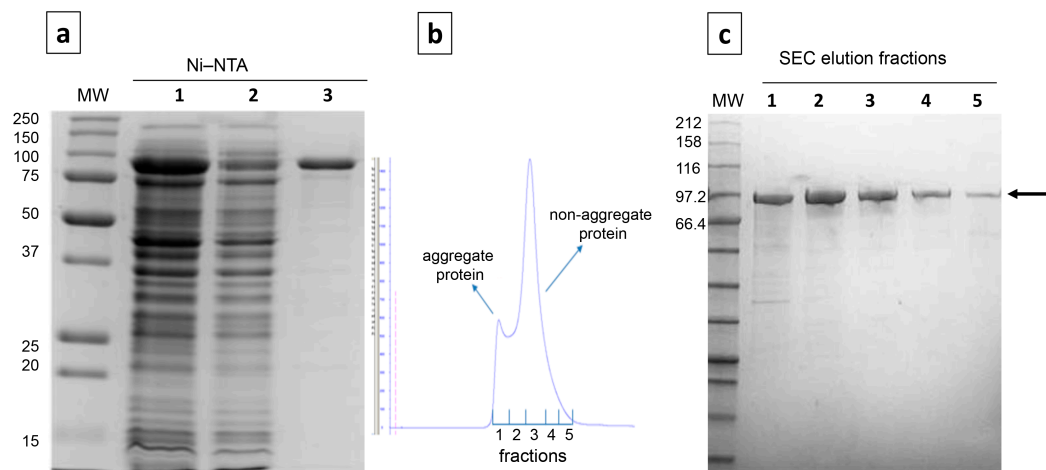 a
Ni–NTA
MW 1 2 3
250
150
100
75
50
37
25
20
15
b
aggregate
protein
non-aggregate
protein
1 2 3 4 5
fractions
c
SEC elution fractions
MW 1 2 3 4 5
212
158
116
97.2
66.4